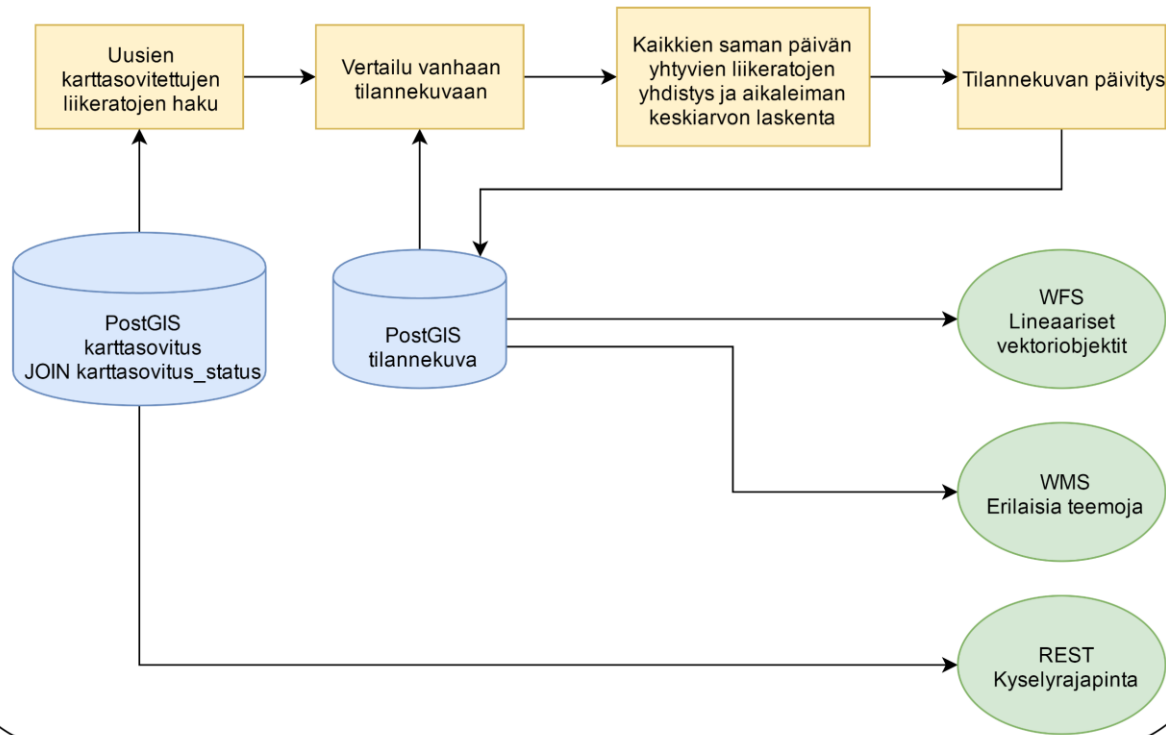 Uusien
karttasovitettujen
liikeratojen haku
Vertailu vanhaan
tilannekuvaan
Kaikkien saman päivän
yhtyvien liikeratojen
yhdistys ja aikaleiman
keskiarvon laskenta
Tilannekuvan päivitys
PostGIS
karttasovitus
JOIN karttasovitus_status
PostGIS
tilannekuva
WFS
Lineaariset
vektoriobjektit
WMS
Erilaisia teemoja
REST
Kyselyrajapinta